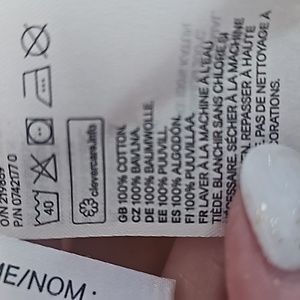 O/N 219689
P/N 07421770
40
clevercare.info
GB 100% COTTON.
CZ 100% BAVLNA.
DE 100% BAUMWOLLE.
EE 100% PUUVILL.
ES 100% ALGODÓN.
FI 100% PUUVILLAA.
FR LAVER À LA MACHINE À L'EAU
TIÈDE. BLANCHIR SANS CHLORE. SI
NÉCESSAIRE. SÉCHER À LA MACHINE
REPASSER À HAUTE
PAS DE NETTOYAGE À
ORATIONS.
ME/NOM: